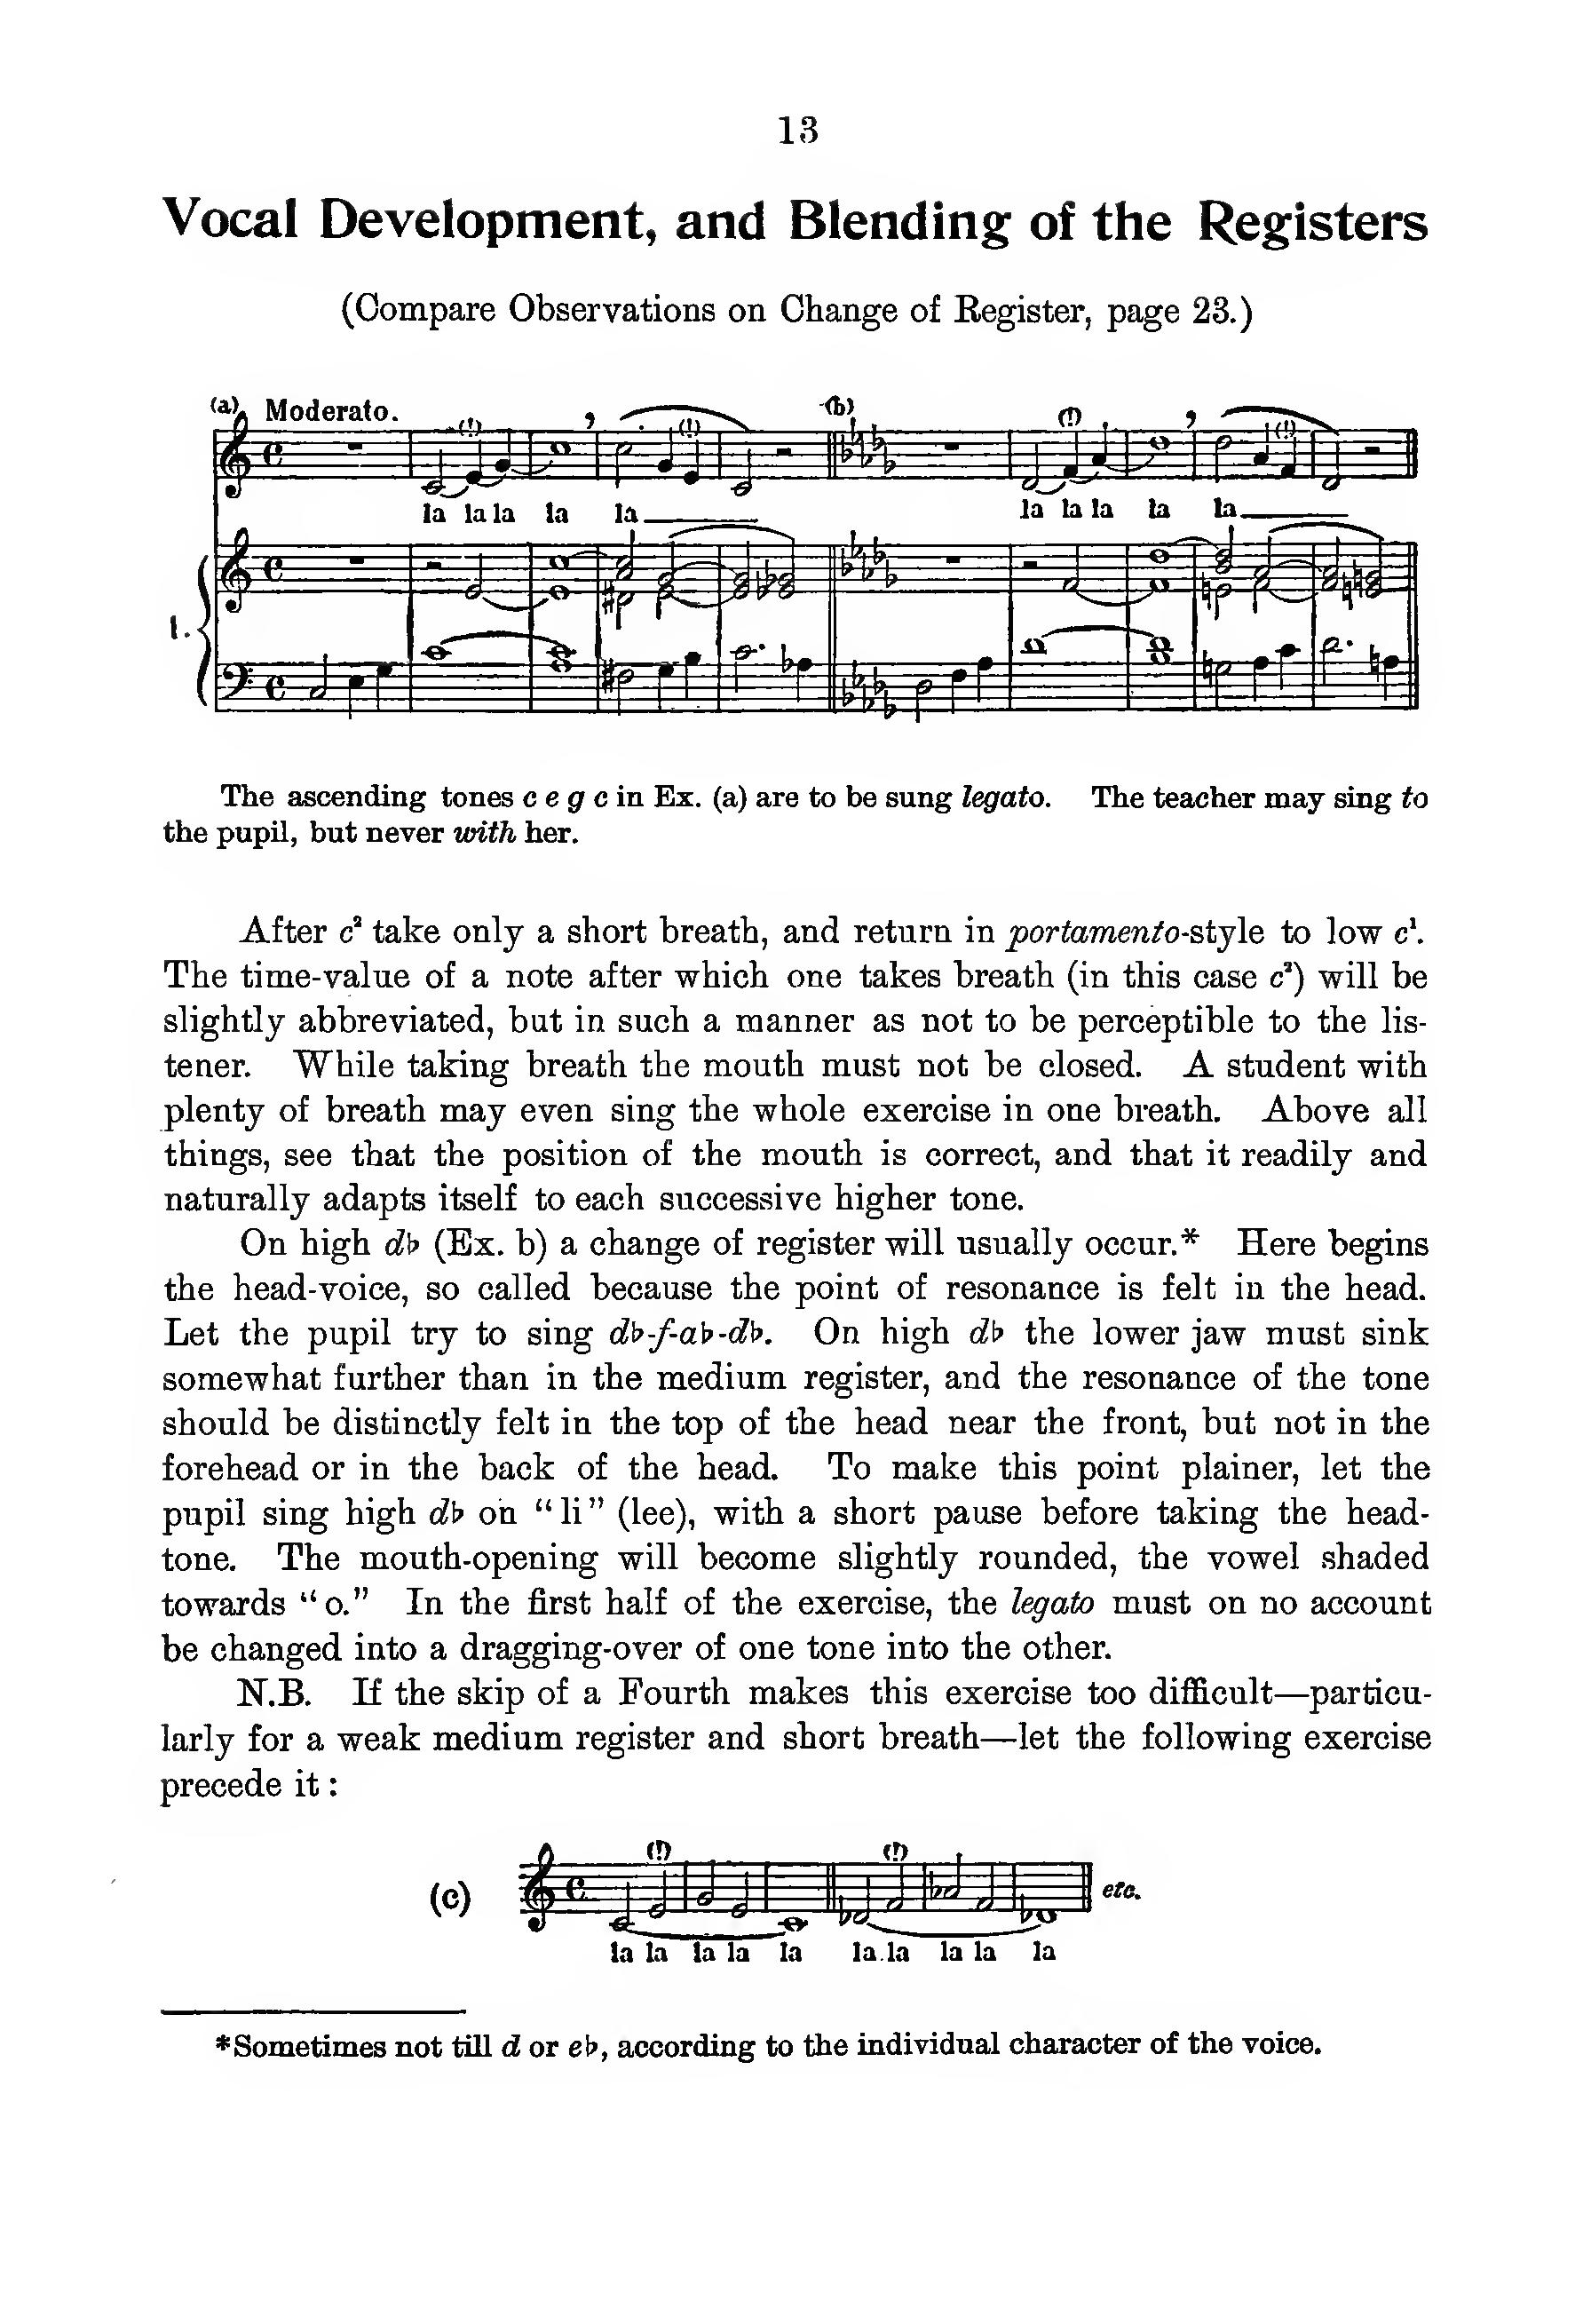 13
Vocal Development, and Blending of the Registers
(Compare Observations on Change of Register, page 23.)
(a) Moderato. (!) (!) (b) (!) (!)
la la la la la la la la la la
1.
The ascending tones c e g c in Ex. (a) are to be sung legato. The teacher may sing to
the pupil, but never with her.
After c² take only a short breath, and return in portamento-style to low c¹.
The time-value of a note after which one takes breath (in this case c²) will be
slightly abbreviated, but in such a manner as not to be perceptible to the lis-
tener. While taking breath the mouth must not be closed. A student with
plenty of breath may even sing the whole exercise in one breath. Above all
things, see that the position of the mouth is correct, and that it readily and
naturally adapts itself to each successive higher tone.
On high d♭ (Ex. b) a change of register will usually occur.* Here begins
the head-voice, so called because the point of resonance is felt in the head.
Let the pupil try to sing d♭-f-a♭-d♭. On high d♭ the lower jaw must sink
somewhat further than in the medium register, and the resonance of the tone
should be distinctly felt in the top of the head near the front, but not in the
forehead or in the back of the head. To make this point plainer, let the
pupil sing high d♭ on “li” (lee), with a short pause before taking the head-
tone. The mouth-opening will become slightly rounded, the vowel shaded
towards “o.” In the first half of the exercise, the legato must on no account
be changed into a dragging-over of one tone into the other.
N.B. If the skip of a Fourth makes this exercise too difficult—particu-
larly for a weak medium register and short breath—let the following exercise
precede it:
(!) (!)
(c) etc.
la la la la la la la la la la
*Sometimes not till d or e♭, according to the individual character of the voice.